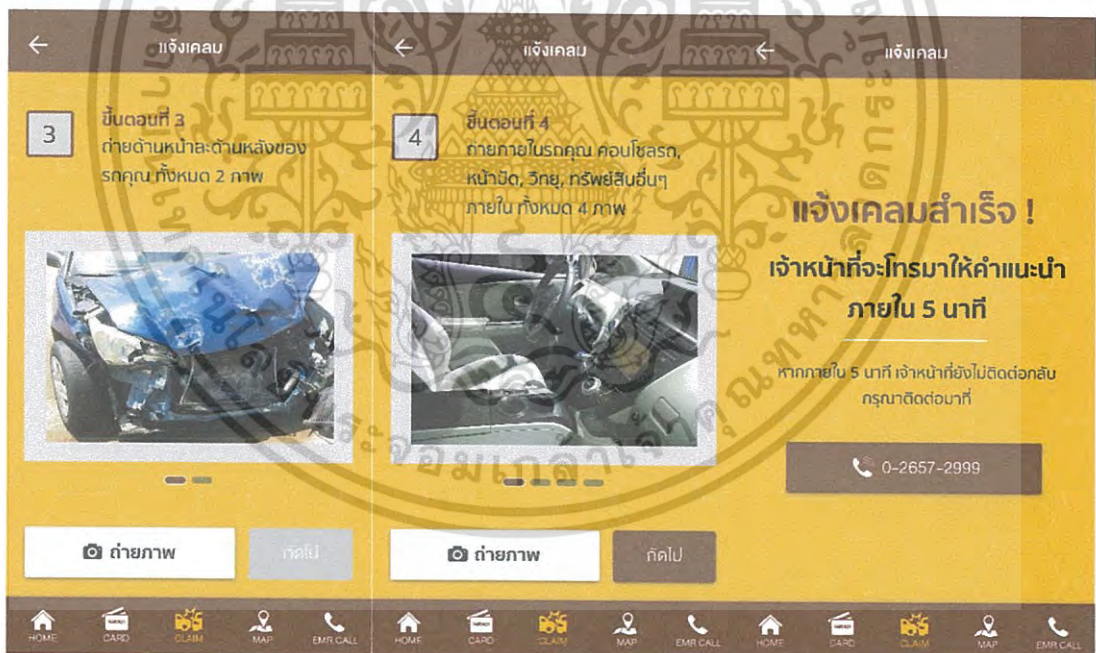 แจ้งเคลม
3
ขั้นตอนที่ 3
ถ่ายด้านหน้าละด้านหลังของ
รถคุณ ทั้งหมด 2 ภาพ
ถ่ายภาพ
ถัดไป
HOME
CARD
CLAIM
MAP
EMR CALL
แจ้งเคลม
4
ขั้นตอนที่ 4
ถ่ายภายในรถคุณ คอนโซลรถ,
หน้าปัด, วิทยุ, ทรัพย์สินอื่นๆ
ภายใน ทั้งหมด 4 ภาพ
ถ่ายภาพ
ถัดไป
HOME
CARD
CLAIM
MAP
EMR CALL
แจ้งเคลม
แจ้งเคลมสำเร็จ !
เจ้าหน้าที่จะโทรมาให้คำแนะนำ
ภายใน 5 นาที
หากภายใน 5 นาที เจ้าหน้าที่ยังไม่ติดต่อกลับ
กรุณาติดต่อมาที่
0-2657-2999
HOME
CARD
CLAIM
MAP
EMR CALL